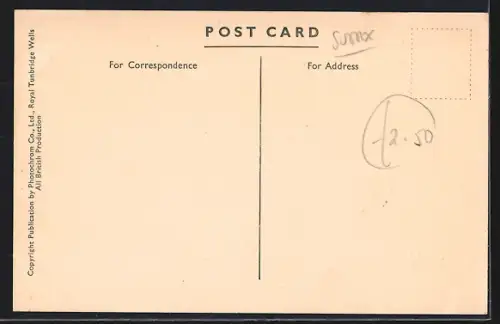 POST CARD
Sussex
For Correspondence
For Address
2.50
Copyright Publication by Photochrom Co., Ltd., Royal Tunbridge Wells
All British Production